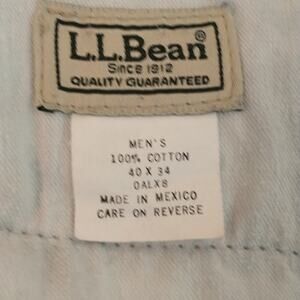 L.L.Bean®
Since 1912
QUALITY GUARANTEED
MEN'S
100% COTTON
40 X 34
0ALX8
MADE IN MEXICO
CARE ON REVERSE